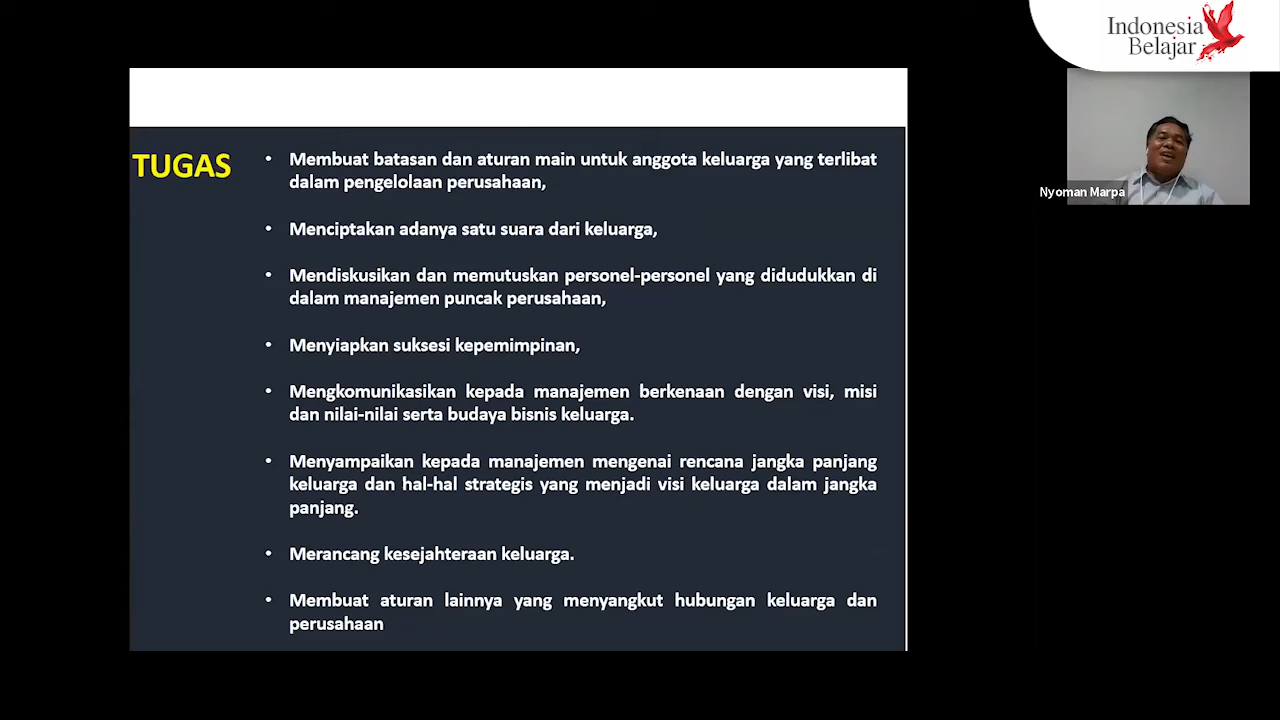 Indonesia
Belajar
Nyoman Marpa
TUGAS
• Membuat batasan dan aturan main untuk anggota keluarga yang terlibat
dalam pengelolaan perusahaan,
• Menciptakan adanya satu suara dari keluarga,
• Mendiskusikan dan memutuskan personel-personel yang didudukkan di
dalam manajemen puncak perusahaan,
• Menyiapkan suksesi kepemimpinan,
• Mengkomunikasikan kepada manajemen berkenaan dengan visi, misi
dan nilai-nilai serta budaya bisnis keluarga.
• Menyampaikan kepada manajemen mengenai rencana jangka panjang
keluarga dan hal-hal strategis yang menjadi visi keluarga dalam jangka
panjang.
• Merancang kesejahteraan keluarga.
• Membuat aturan lainnya yang menyangkut hubungan keluarga dan
perusahaan